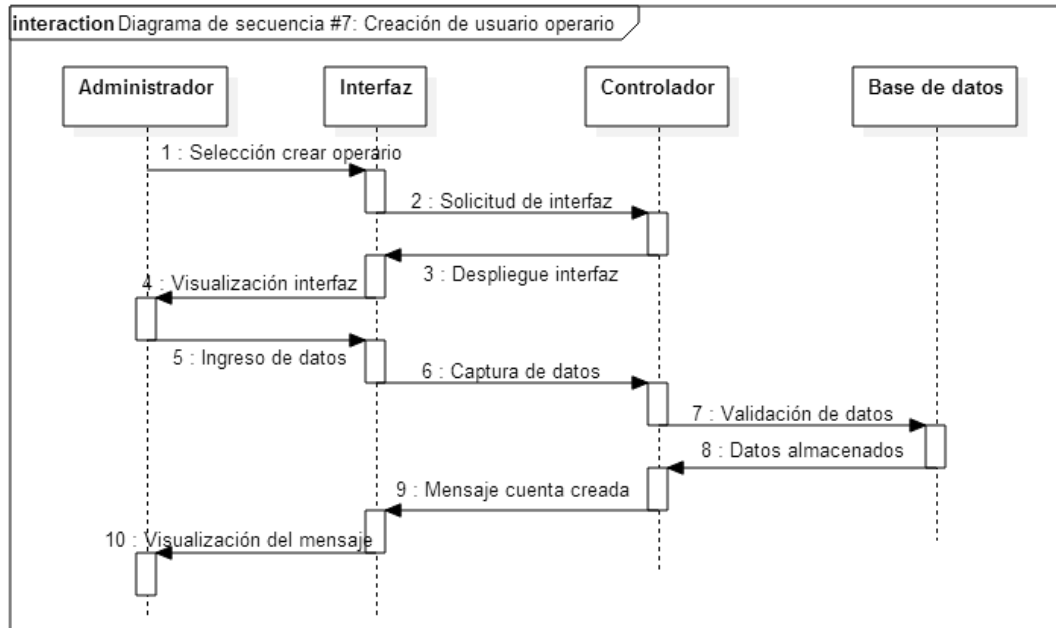 interaction Diagrama de secuencia #7: Creación de usuario operario
Administrador
Interfaz
Controlador
Base de datos
1 : Selección crear operario
2 : Solicitud de interfaz
3 : Despliegue interfaz
4 : Visualización interfaz
5 : Ingreso de datos
6 : Captura de datos
7 : Validación de datos
8 : Datos almacenados
9 : Mensaje cuenta creada
10 : Visualización del mensaje